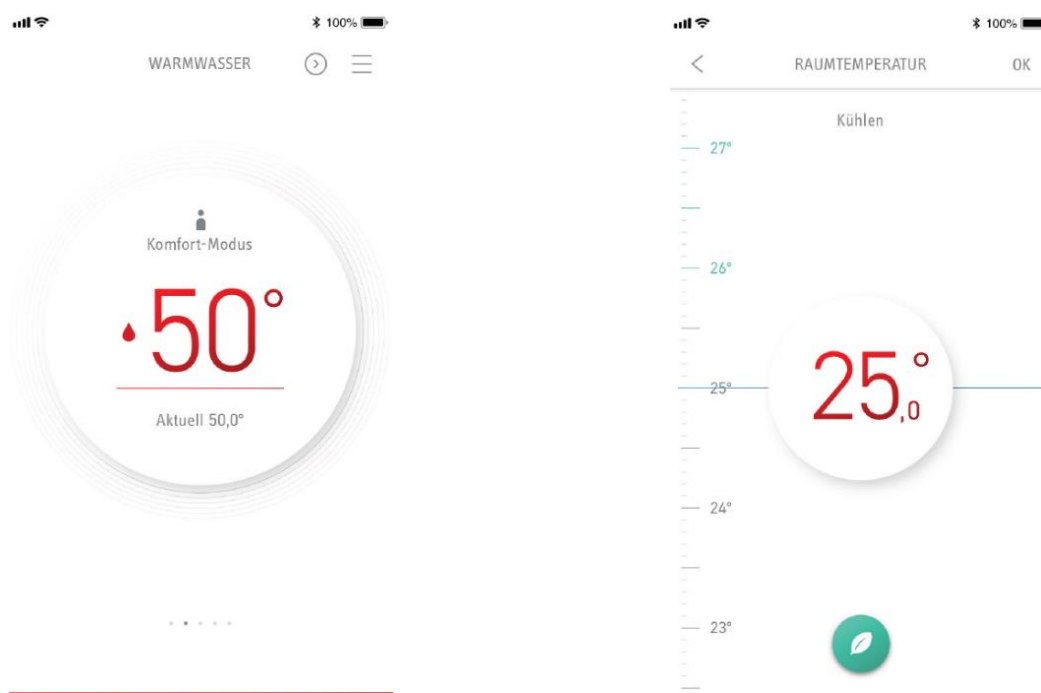 100%
WARMWASSER
Komfort-Modus
50°
Aktuell 50,0°
100%
RAUMTEMPERATUR OK
Kühlen
27°
26°
25°
25,0°
24°
23°